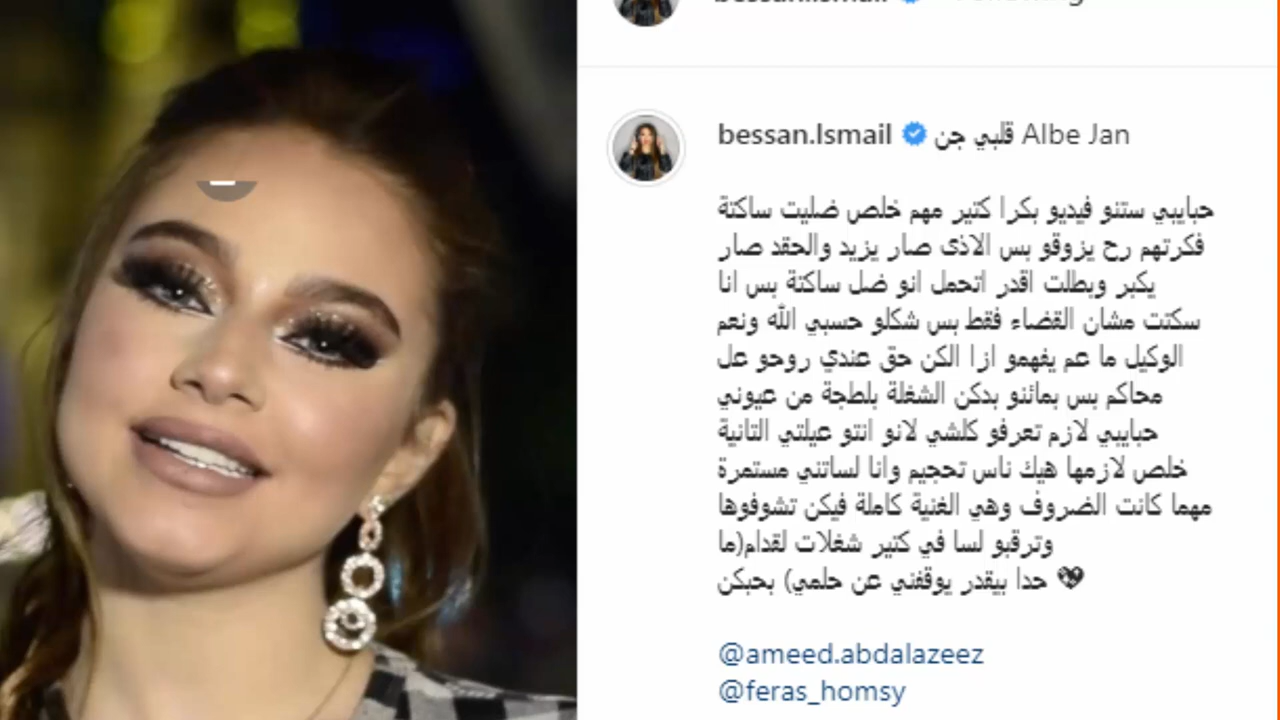 bessan.Ismail قلبي جن Albe Jan
حبايبي ستنو فيديو بكرا كتير مهم خلص ضليت ساكتة
فكرتهم رح يزوقو بس الاذى صار يزيد والحقد صار
يكبر وبطلت اقدر اتحمل انو ضل ساكتة بس انا
سكتت مشان القضاء فقط بس شكلو حسبي الله ونعم
الوكيل ما عم يفهمو ازا الكن حق عندي روحو عل
محاكم بس بمائنو بدكن الشغلة بلطجة من عيوني
حبايبي لازم تعرفو كلشي لانو انتو عيلتي التانية
خلص لازمها هيك ناس تحجيم وانا لساتني مستمرة
مهما كانت الضروف وهي الغنية كاملة فيكن تشوفوها
وترقبو لسا في كتير شغلات لقدام(ما
حدا بيقدر يوقفني عن حلمي) بحبكن 💖
@ameed.abdalazeez
@feras_homsy